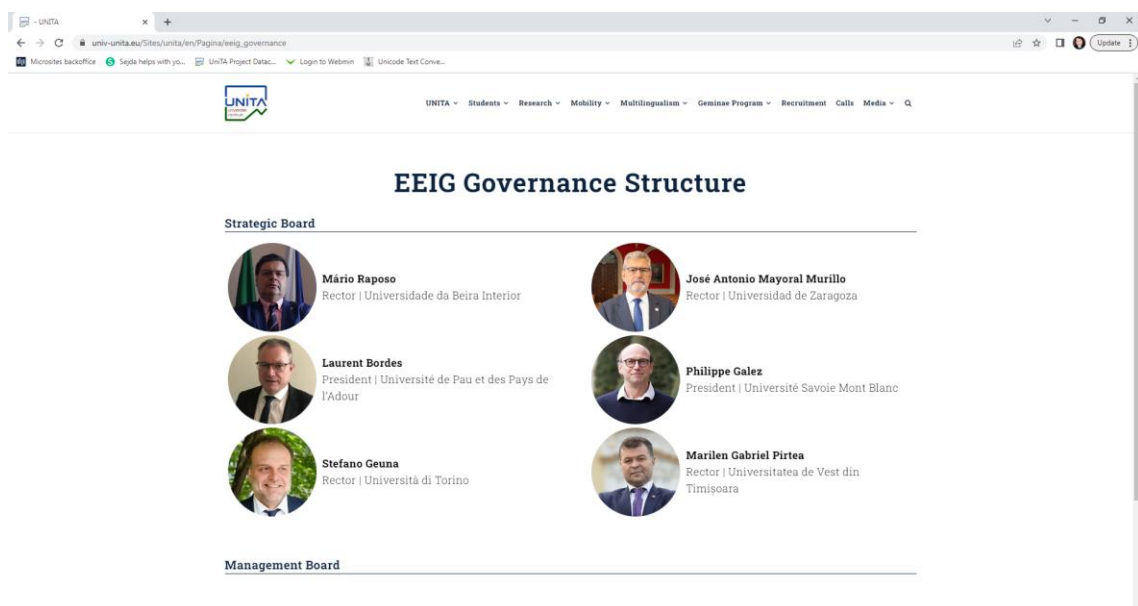 - UNITA
univ-unita.eu/Sites/unita/en/Pagina/eeig_governance
Update
Microsites backoffice
Sejda helps with yo...
UniTA Project Datac...
Login to Webmin
Unicode Text Conve...
UNITA
UNITA
Students
Research
Mobility
Multilingualism
Geminae Program
Recruitment
Calls
Media
EEIG Governance Structure
Strategic Board
Mário Raposo
Rector | Universidade da Beira Interior
José Antonio Mayoral Murillo
Rector | Universidad de Zaragoza
Laurent Bordes
President | Université de Pau et des Pays de
l'Adour
Philippe Galez
President | Université Savoie Mont Blanc
Stefano Geuna
Rector | Università di Torino
Marilen Gabriel Pirtea
Rector | Universitatea de Vest din
Timișoara
Management Board